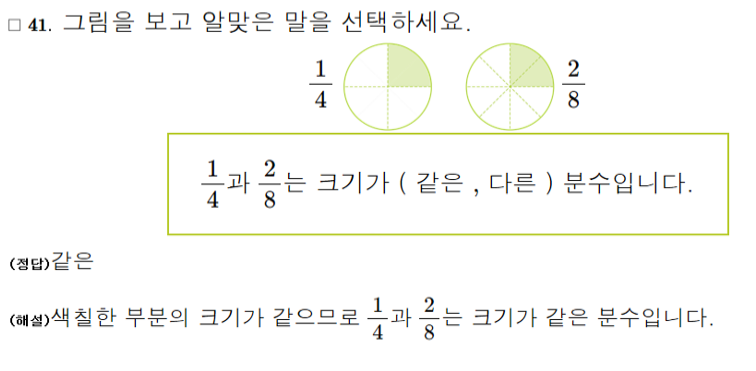 □ 41. 그림을 보고 알맞은 말을 선택하세요.
1/4 2/8
1/4과 2/8는 크기가 ( 같은 , 다른 ) 분수입니다.
(정답)같은
(해설)색칠한 부분의 크기가 같으므로 1/4과 2/8는 크기가 같은 분수입니다.